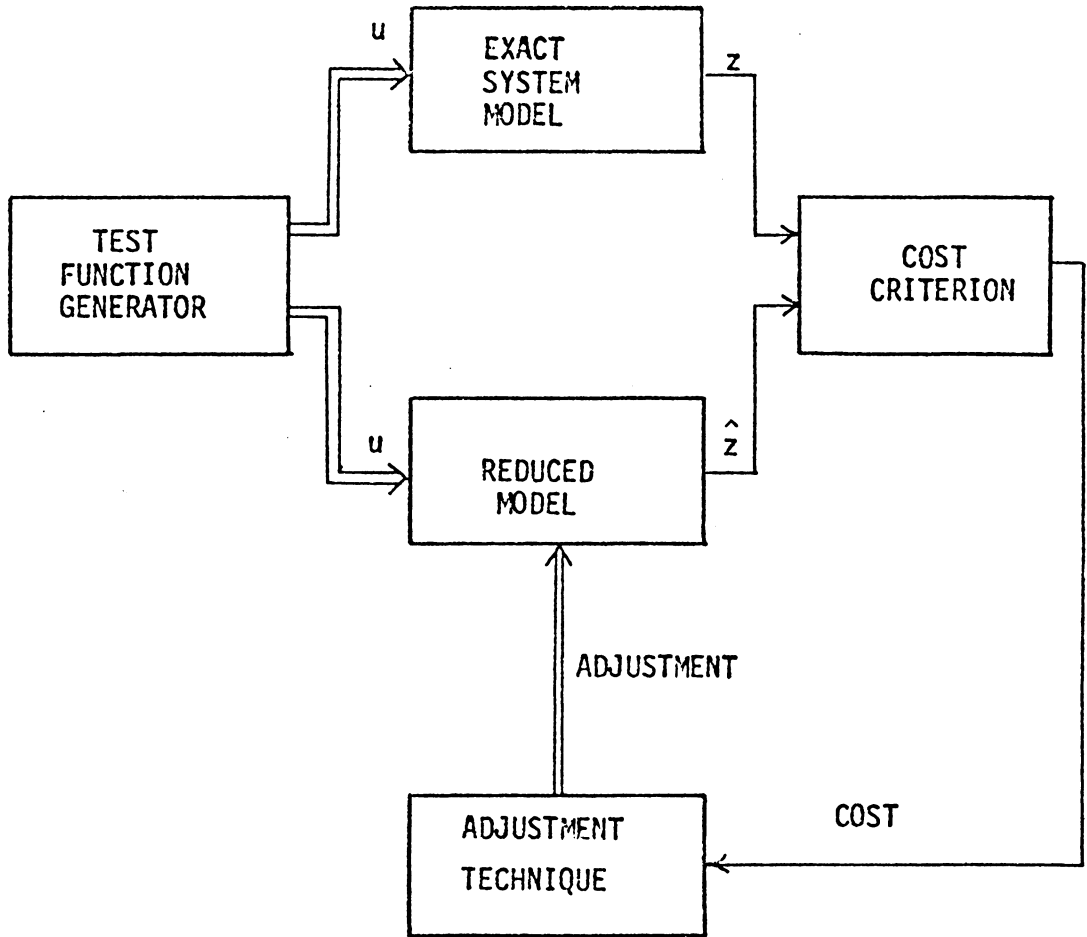 u
EXACT
SYSTEM
MODEL
z
TEST
FUNCTION
GENERATOR
COST
CRITERION
u
REDUCED
MODEL
ẑ
ADJUSTMENT
ADJUSTMENT
TECHNIQUE
COST